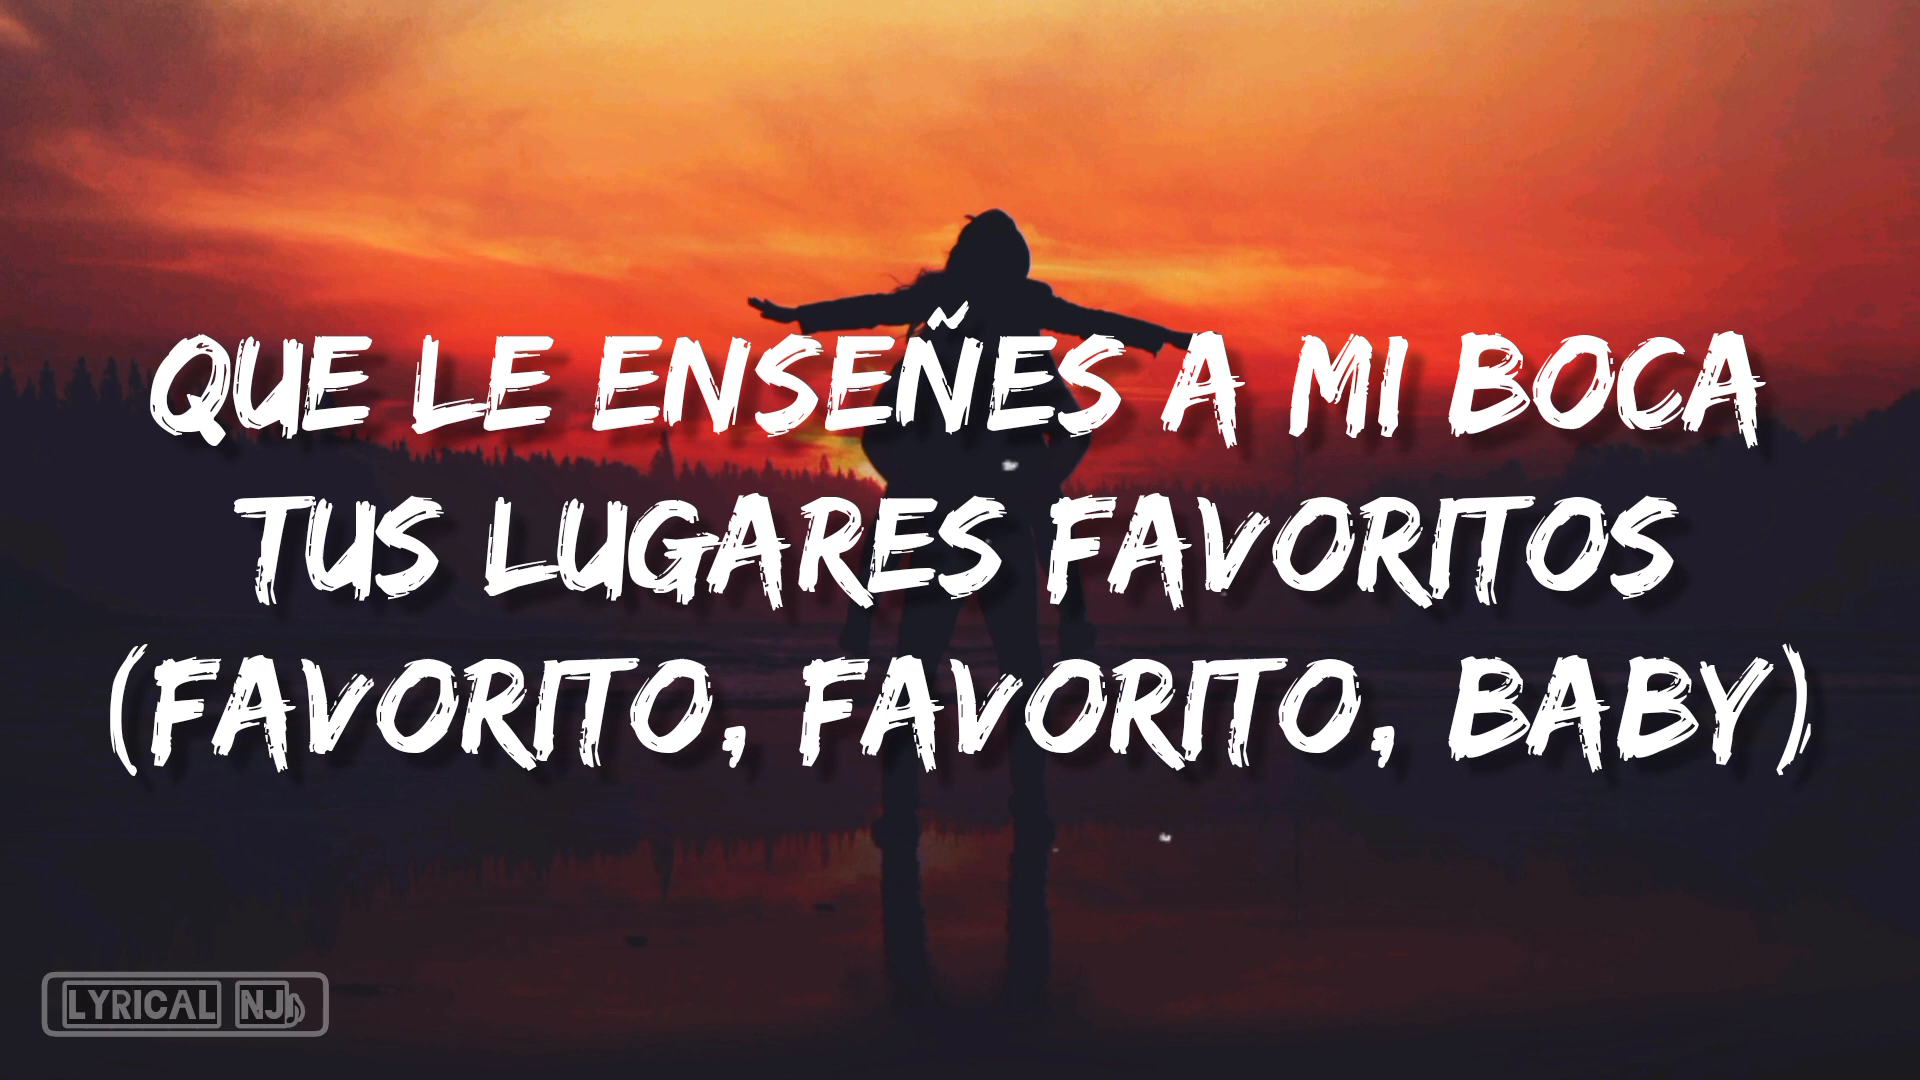 QUE LE ENSEÑES A MI BOCA
TUS LUGARES FAVORITOS
(FAVORITO, FAVORITO, BABY)
LYRICAL NJ